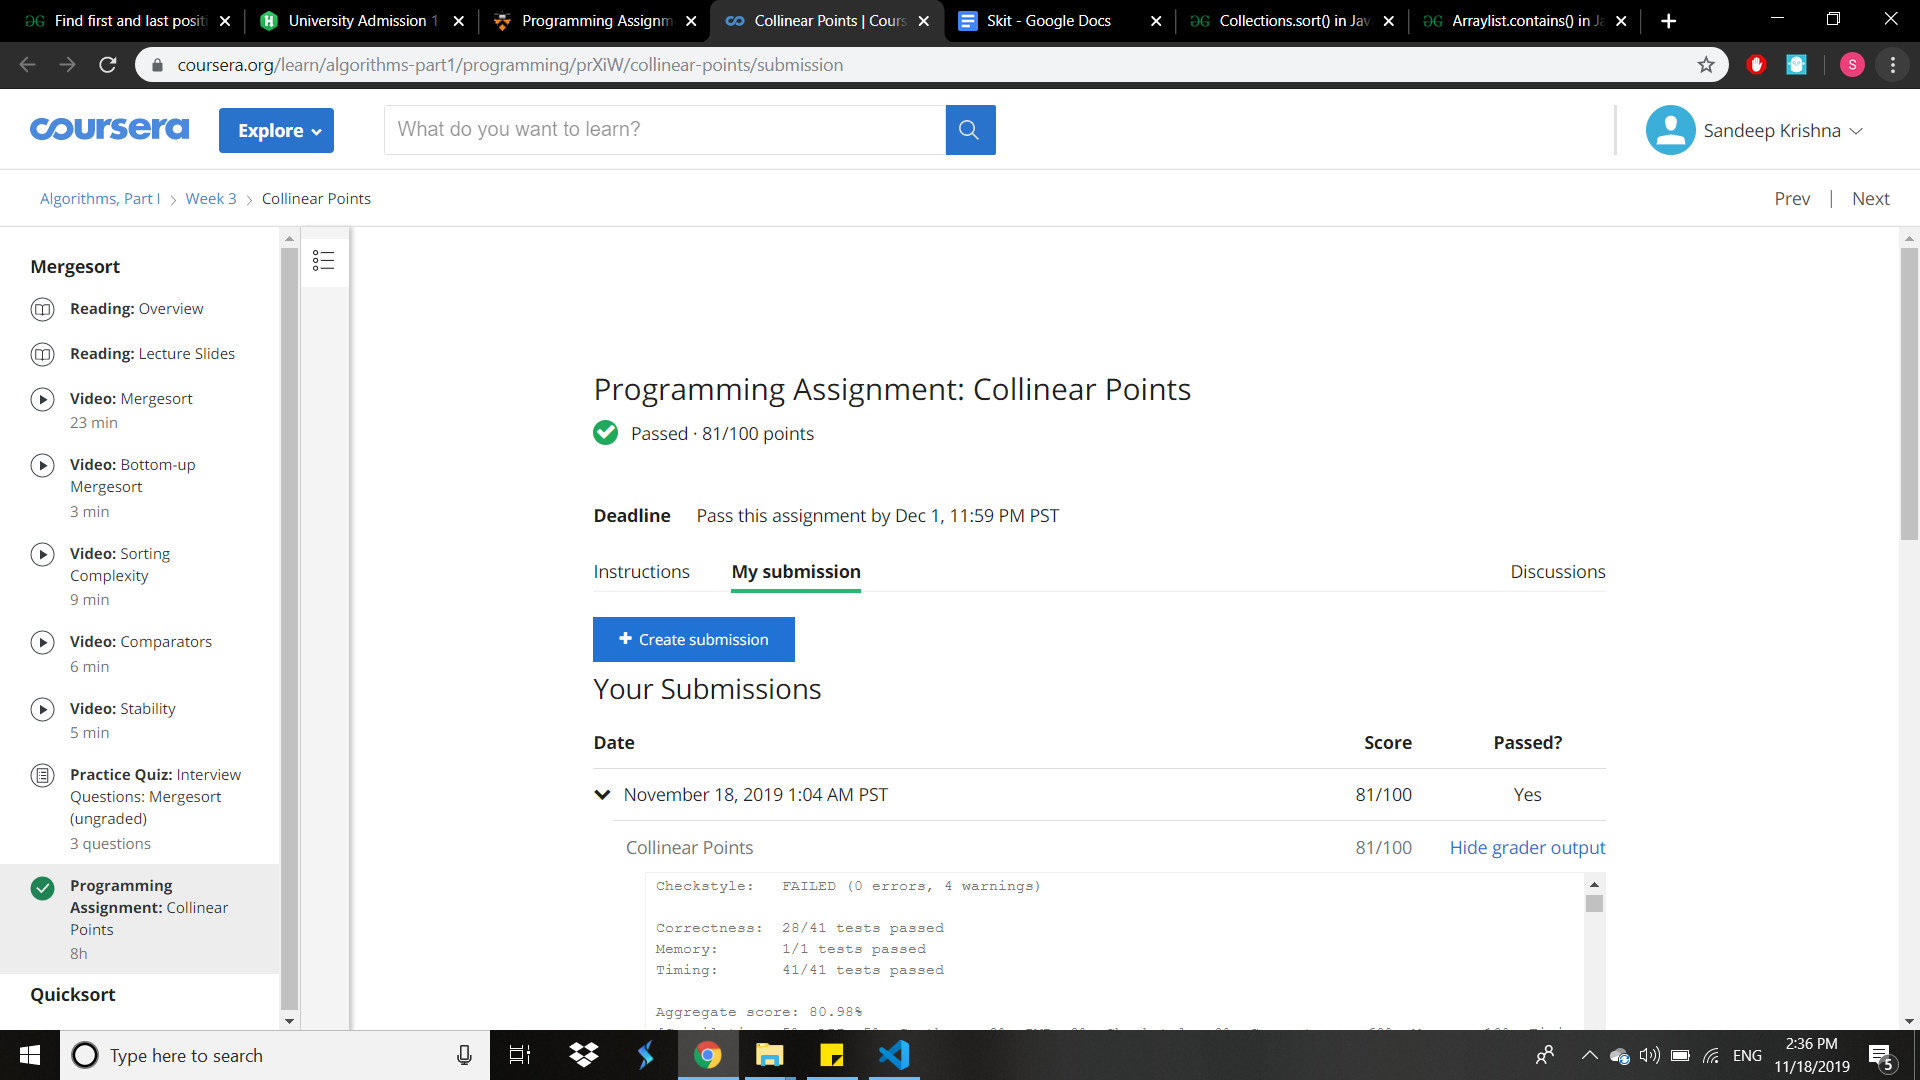 Find first and last positi
University Admission 1
Programming Assignm
Collinear Points | Cours
Skit - Google Docs
Collections.sort() in Jav
Arraylist.contains() in Ja
coursera.org/learn/algorithms-part1/programming/prXiW/collinear-points/submission
S
coursera
Explore
What do you want to learn?
Sandeep Krishna
Algorithms, Part I > Week 3 > Collinear Points
Prev | Next
Mergesort
Reading: Overview
Reading: Lecture Slides
Video: Mergesort
23 min
Video: Bottom-up
Mergesort
3 min
Video: Sorting
Complexity
9 min
Video: Comparators
6 min
Video: Stability
5 min
Practice Quiz: Interview
Questions: Mergesort
(ungraded)
3 questions
Programming
Assignment: Collinear
Points
8h
Quicksort
Programming Assignment: Collinear Points
Passed · 81/100 points
Deadline Pass this assignment by Dec 1, 11:59 PM PST
Instructions My submission Discussions
+ Create submission
Your Submissions
Date Score Passed?
November 18, 2019 1:04 AM PST 81/100 Yes
Collinear Points 81/100 Hide grader output
Checkstyle: FAILED (0 errors, 4 warnings)
Correctness: 28/41 tests passed
Memory: 1/1 tests passed
Timing: 41/41 tests passed
Aggregate score: 80.98%
Type here to search
ENG
2:36 PM
11/18/2019
5